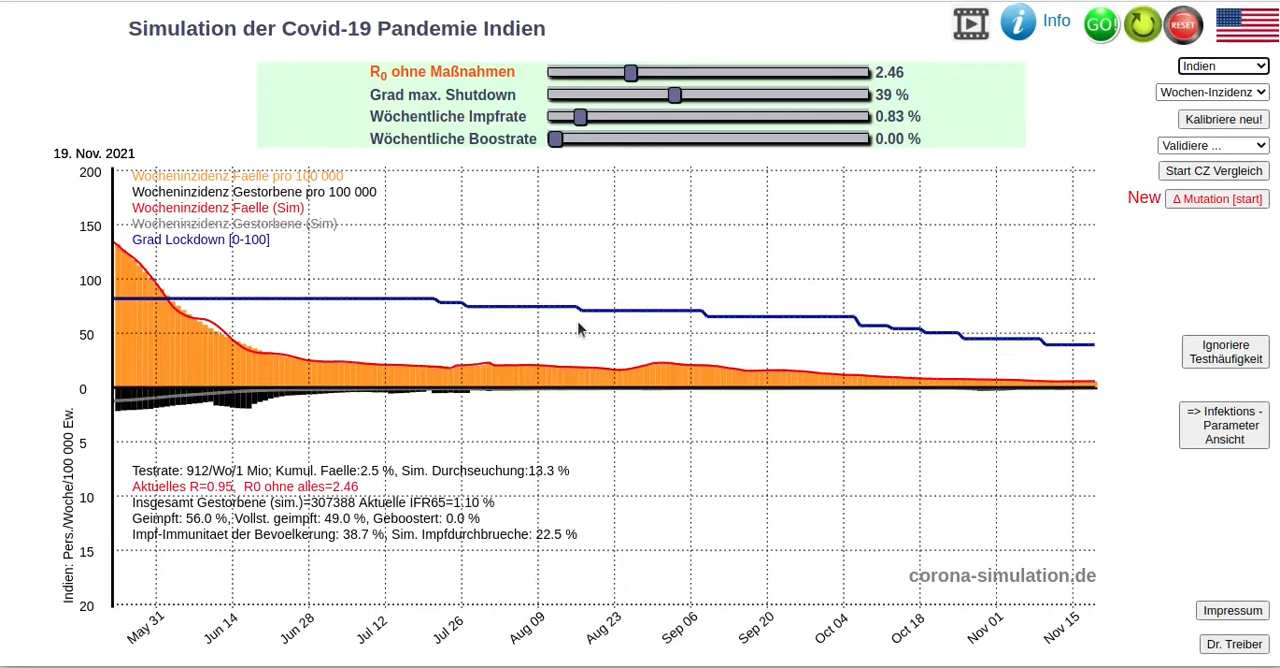 Simulation der Covid-19 Pandemie Indien
Info
GO!
RESET
R0 ohne Maßnahmen 2.46
Grad max. Shutdown 39 %
Wöchentliche Impfrate 0.83 %
Wöchentliche Boostrate 0.00 %
Indien
Wochen-Inzidenz
Kalibriere neu!
Validiere ...
Start CZ Vergleich
New Δ Mutation [start]
Ignoriere
Testhäufigkeit
=> Infektions -
Parameter
Ansicht
Impressum
Dr. Treiber
19. Nov. 2021
200
150
100
50
0
5
10
15
20
Indien: Pers./Woche/100 000 Ew.
Wocheninzidenz Faelle pro 100 000
Wocheninzidenz Gestorbene pro 100 000
Wocheninzidenz Faelle (Sim)
Wocheninzidenz Gestorbene (Sim)
Grad Lockdown [0-100]
Testrate: 912/Wo/1 Mio; Kumul. Faelle:2.5 %, Sim. Durchseuchung:13.3 %
Aktuelles R=0.95, R0 ohne alles=2.46
Insgesamt Gestorbene (sim.)=307388 Aktuelle IFR65=1.10 %
Geimpft: 56.0 %, Vollst. geimpft: 49.0 %, Geboostert: 0.0 %
Impf-Immunitaet der Bevoelkerung: 38.7 %, Sim. Impfdurchbrueche: 22.5 %
corona-simulation.de
May 31
Jun 14
Jun 28
Jul 12
Jul 26
Aug 09
Aug 23
Sep 06
Sep 20
Oct 04
Oct 18
Nov 01
Nov 15